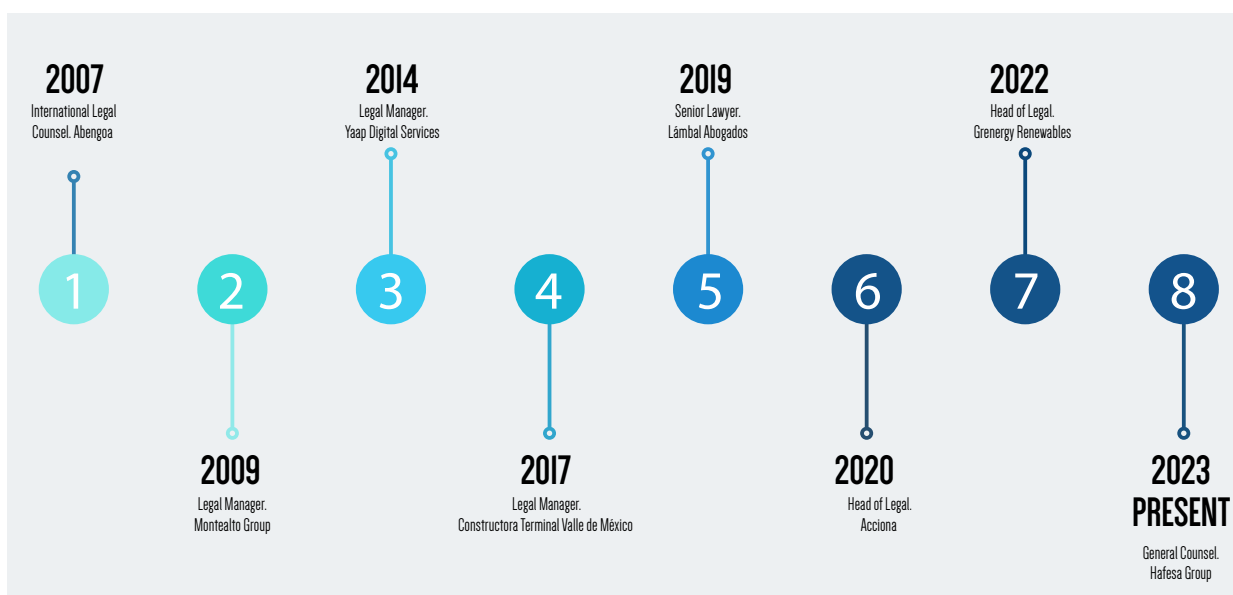 2007
International Legal
Counsel. Abengoa
2014
Legal Manager.
Yaap Digital Services
2019
Senior Lawyer.
Lámbal Abogados
2022
Head of Legal.
Grenergy Renewables
1
2
3
4
5
6
7
8
2009
Legal Manager.
Montealto Group
2017
Legal Manager.
Constructora Terminal Valle de México
2020
Head of Legal.
Acciona
2023
PRESENT
General Counsel.
Hafesa Group